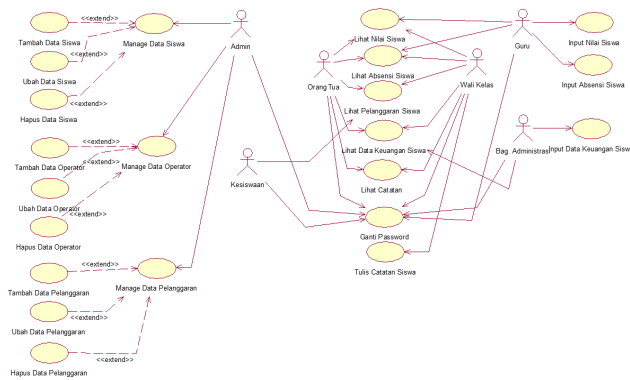 <<extend>>
Tambah Data Siswa
Manage Data Siswa
<<extend>>
Ubah Data Siswa
<<extend>>
Hapus Data Siswa
Admin
Lihat Nilai Siswa
Guru
Input Nilai Siswa
Orang Tua
Lihat Absensi Siswa
Wali Kelas
Input Absensi Siswa
Lihat Pelanggaran Siswa
<<extend>>
Tambah Data Operator
Manage Data Operator
<<extend>>
Ubah Data Operator
<<extend>>
Hapus Data Operator
Kesiswaan
Lihat Data Keuangan Siswa
Bag. Administrasi
Input Data Keuangan Sisw
Lihat Catatan
Ganti Password
Tulis Catatan Siswa
<<extend>>
Tambah Data Pelanggaran
Manage Data Pelanggaran
<<extend>>
Ubah Data Pelanggaran
<<extend>>
Hapus Data Pelanggaran